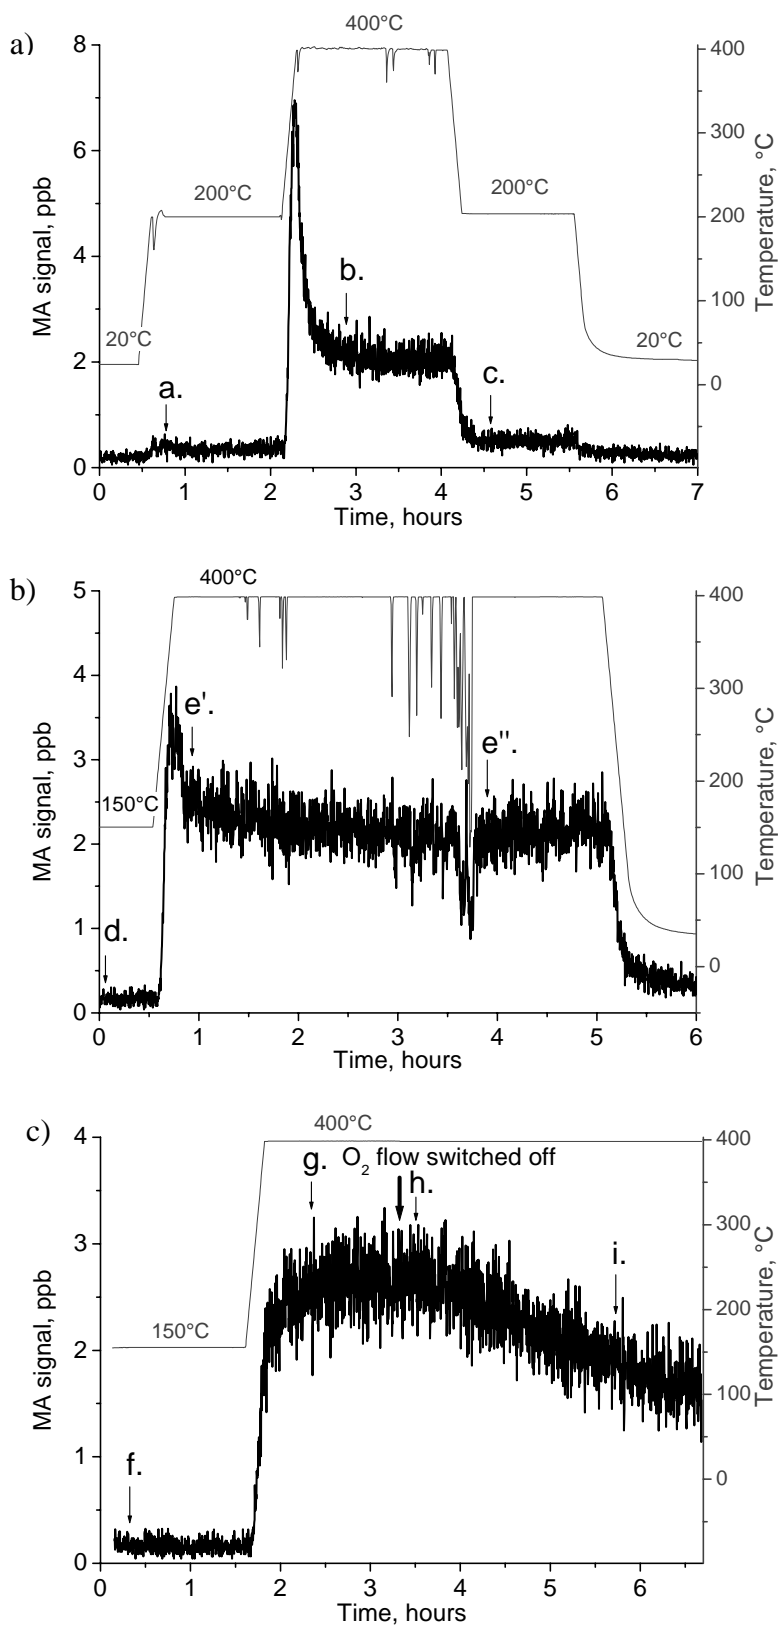 a)
400°C
8
6
4
2
0
MA signal, ppb
200°C
200°C
20°C
20°C
a.
b.
c.
400
300
200
100
0
Temperature, °C
0 1 2 3 4 5 6 7
Time, hours
b)
400°C
5
4
3
2
1
0
MA signal, ppb
150°C
d.
e'.
e".
400
300
200
100
0
Temperature, °C
0 1 2 3 4 5 6
Time, hours
c)
400°C
O2 flow switched off
4
3
2
1
0
MA signal, ppb
150°C
f.
g.
h.
i.
400
300
200
100
0
Temperature, °C
0 1 2 3 4 5 6
Time, hours